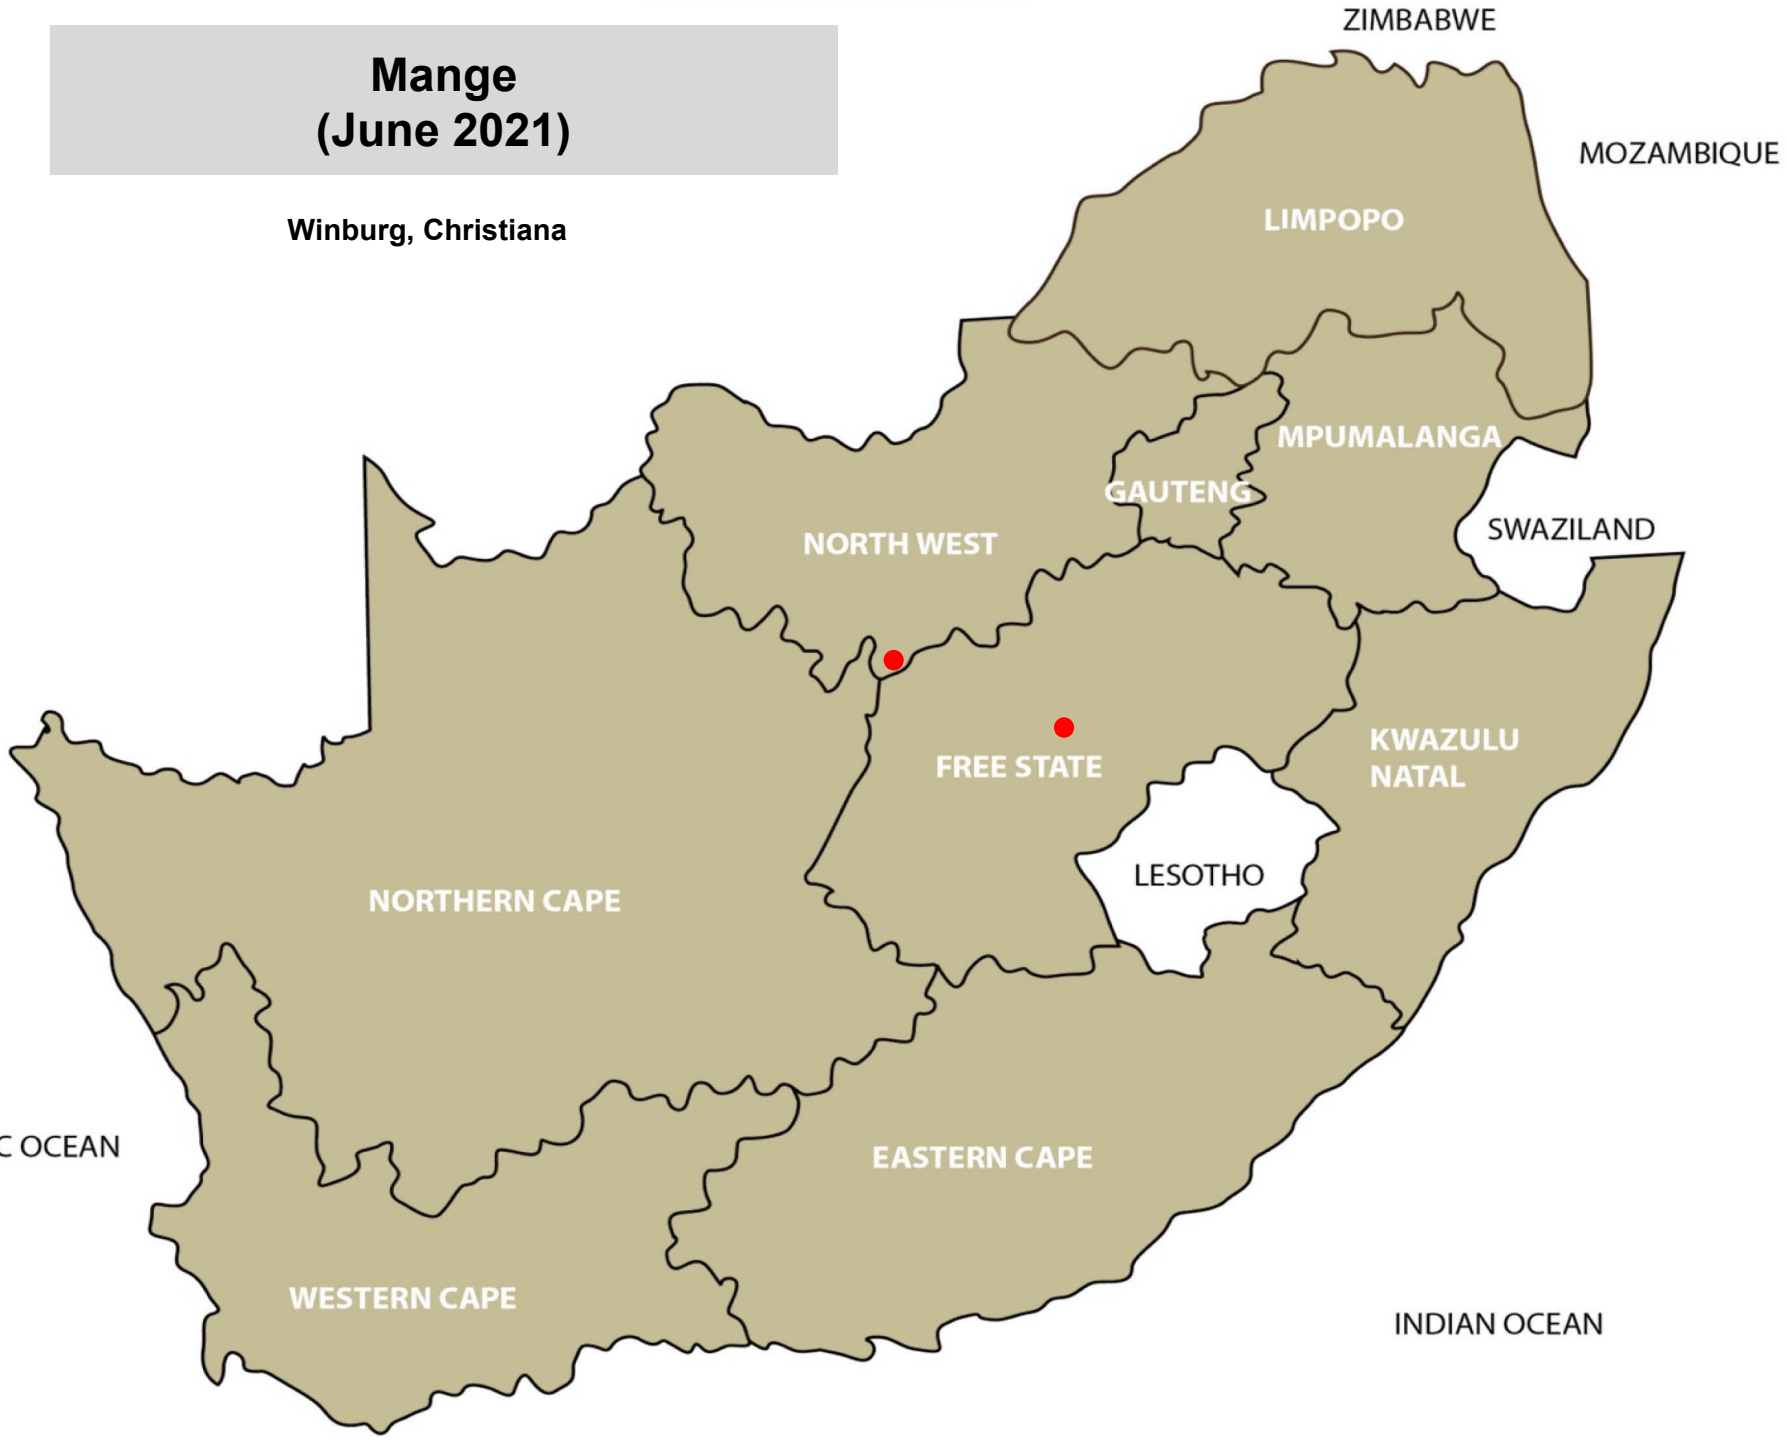 ZIMBABWE
Mange
(June 2021)
MOZAMBIQUE
Winburg, Christiana
LIMPOPO
MPUMALANGA
GAUTENG
SWAZILAND
NORTH WEST
KWAZULU
NATAL
FREE STATE
LESOTHO
NORTHERN CAPE
C OCEAN
EASTERN CAPE
WESTERN CAPE
INDIAN OCEAN